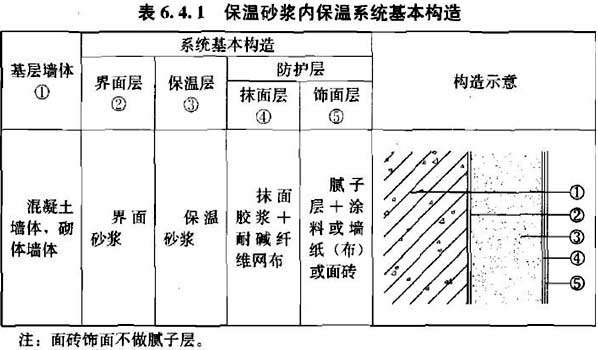 表6.4.1 保温砂浆内保温系统基本构造
基层墙体
①
系统基本构造
构造示意
界面层
②
保温层
③
防护层
抹面层
④
饰面层
⑤
混凝土
墙体,砌
体墙体
界面
砂浆
保温
砂浆
抹面
胶浆+
耐碱纤
维网布
腻子
层+涂
料或墙
纸(布)
或面砖
①
②
③
④
⑤
注:面砖饰面不做腻子层。